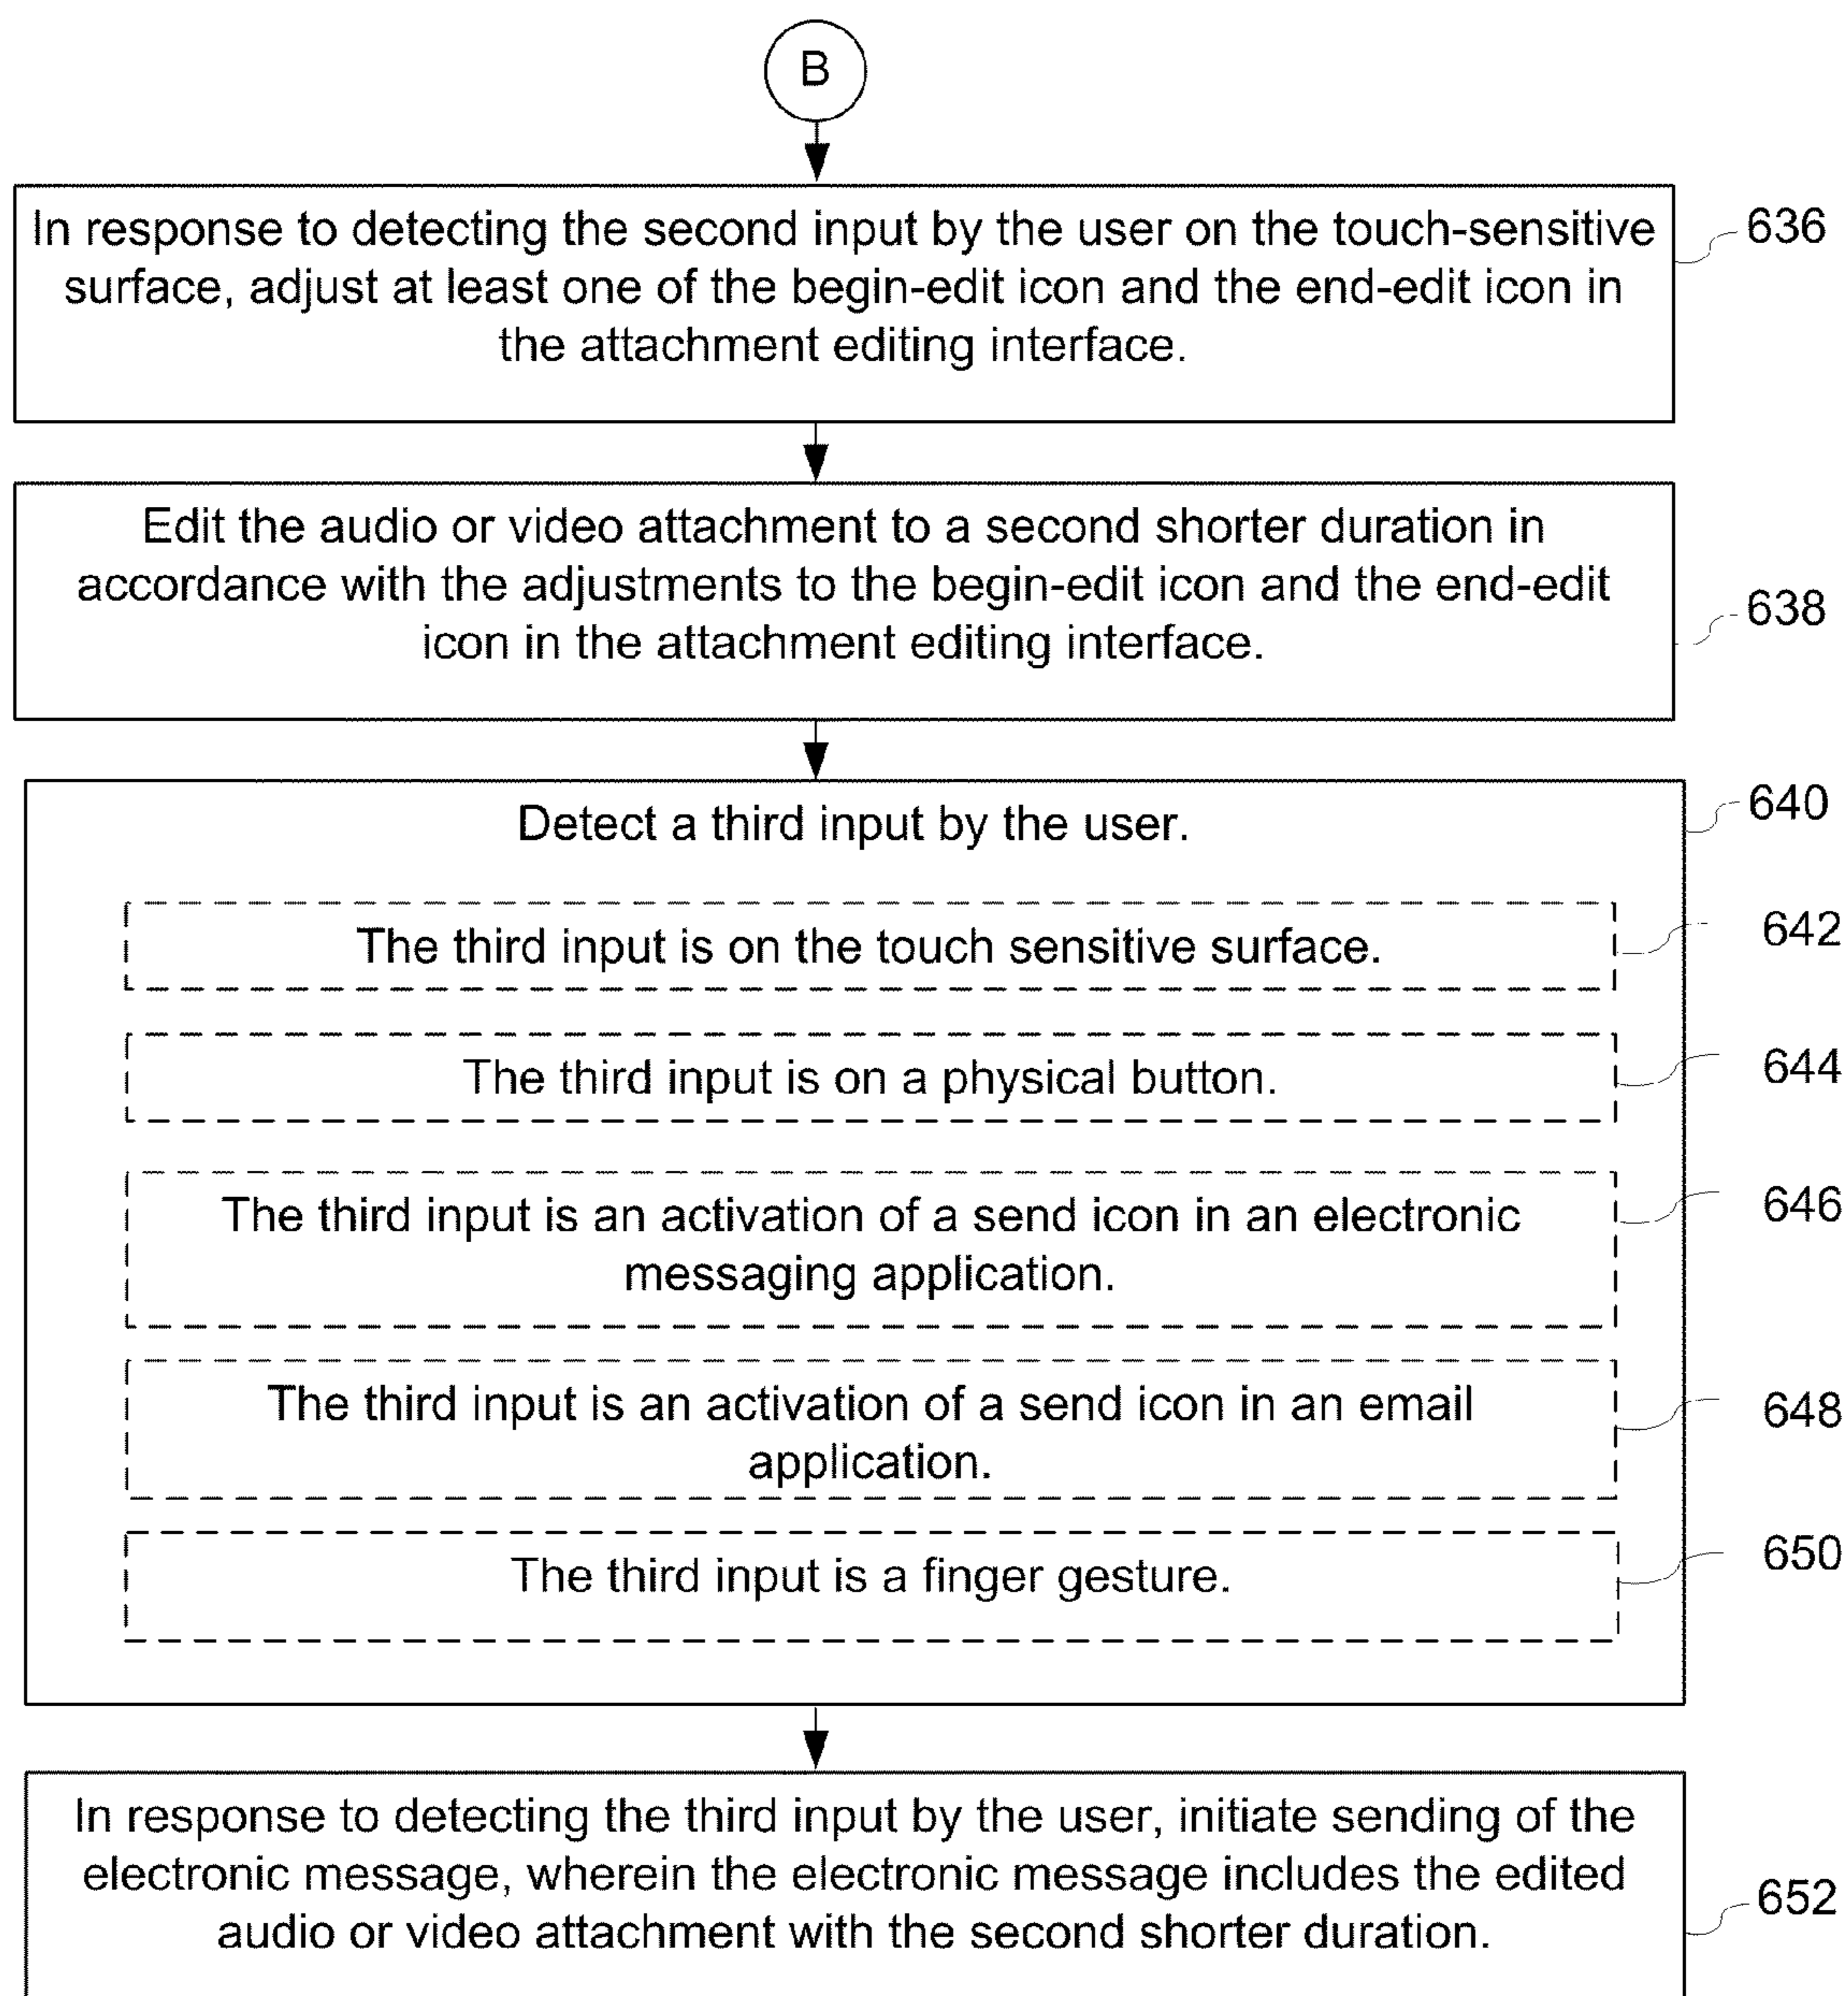 B
In response to detecting the second input by the user on the touch-sensitive
surface, adjust at least one of the begin-edit icon and the end-edit icon in
the attachment editing interface.
636
Edit the audio or video attachment to a second shorter duration in
accordance with the adjustments to the begin-edit icon and the end-edit
icon in the attachment editing interface.
638
Detect a third input by the user.
640
The third input is on the touch sensitive surface.
642
The third input is on a physical button.
644
The third input is an activation of a send icon in an electronic
messaging application.
646
The third input is an activation of a send icon in an email
application.
648
The third input is a finger gesture.
650
In response to detecting the third input by the user, initiate sending of the
electronic message, wherein the electronic message includes the edited
audio or video attachment with the second shorter duration.
652